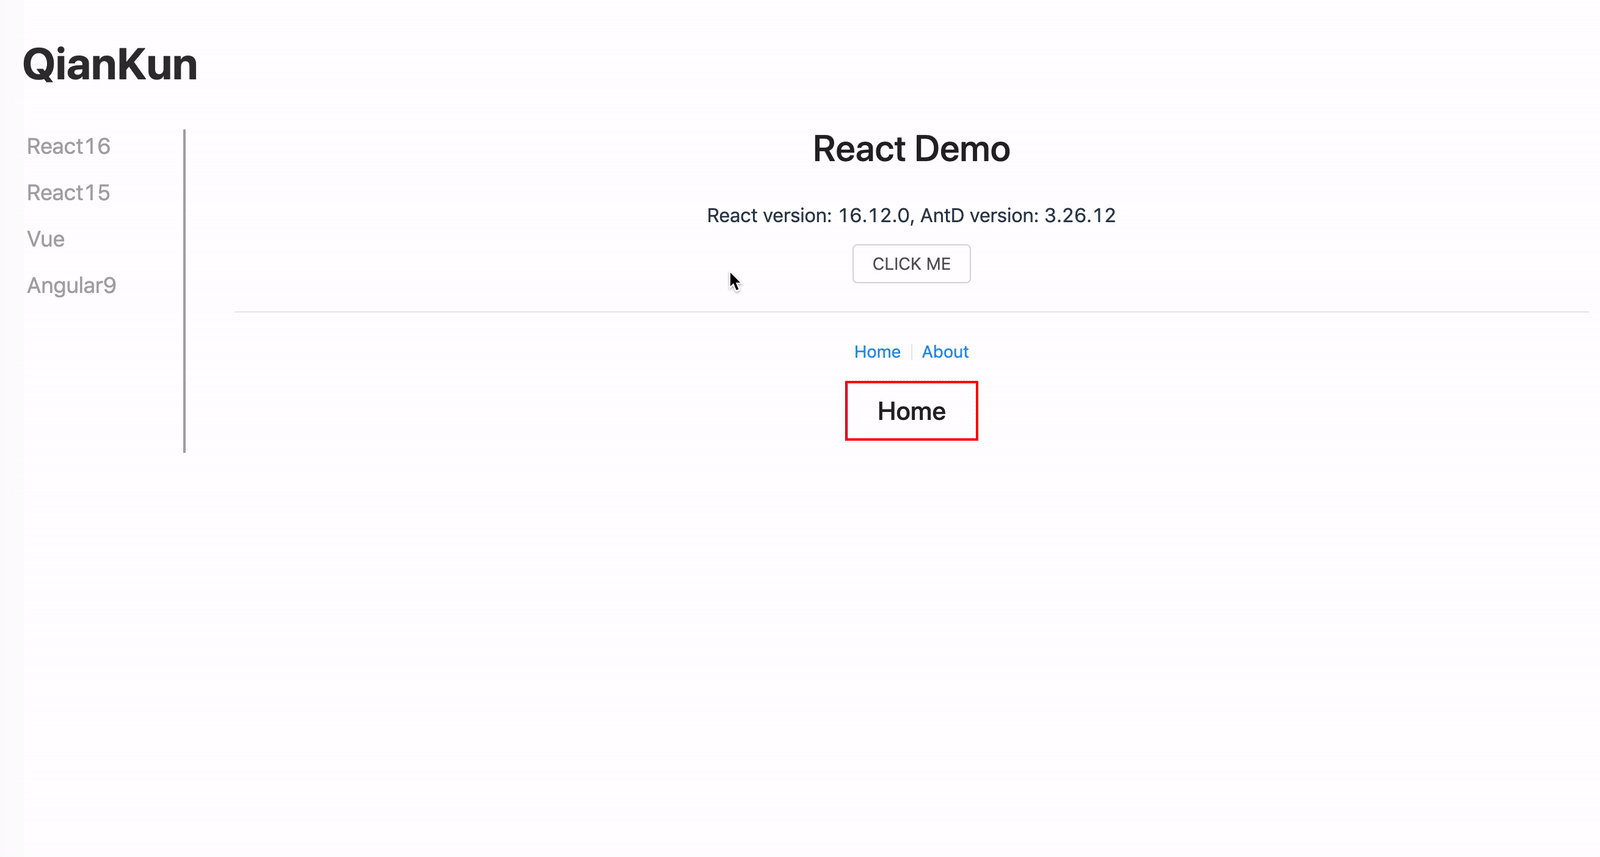 QianKun
React16
React15
Vue
Angular9
React Demo
React version: 16.12.0, AntD version: 3.26.12
CLICK ME
Home About
Home